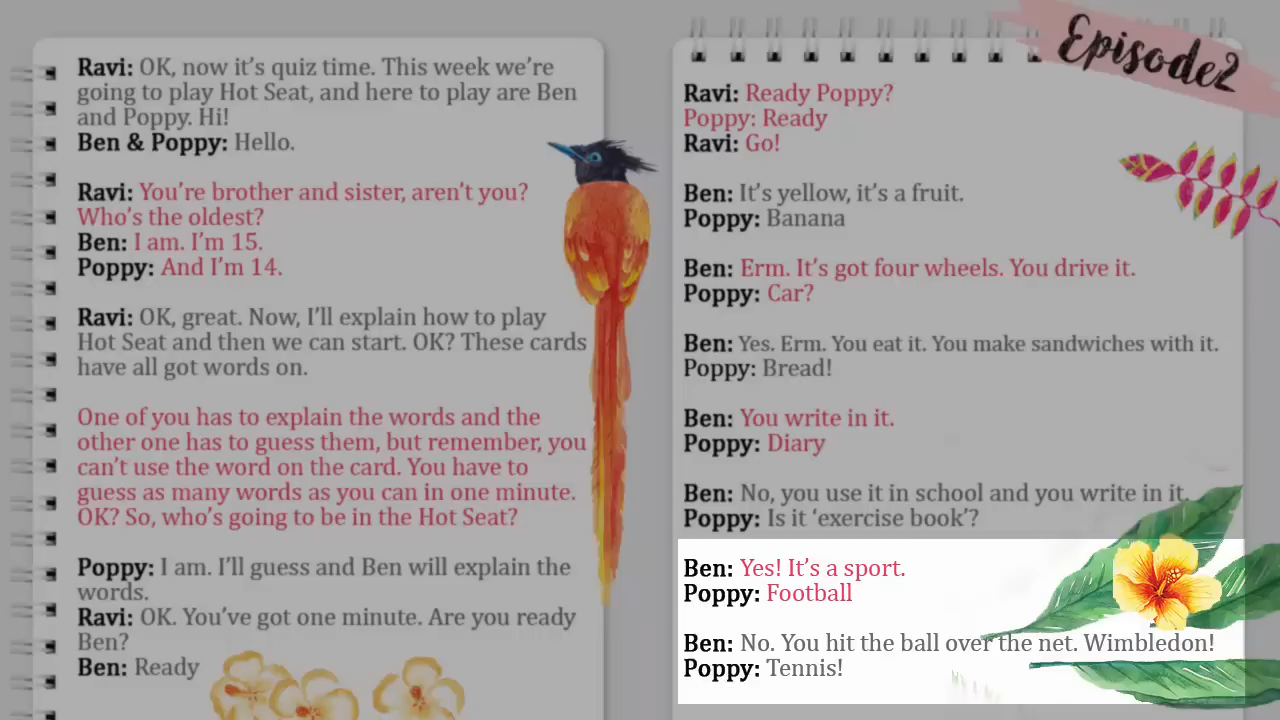 Episode2
Ravi: OK, now it's quiz time. This week we're
going to play Hot Seat, and here to play are Ben
and Poppy. Hi!
Ben & Poppy: Hello.
Ravi: You're brother and sister, aren't you?
Who's the oldest?
Ben: I am. I'm 15.
Poppy: And I'm 14.
Ravi: OK, great. Now, I'll explain how to play
Hot Seat and then we can start. OK? These cards
have all got words on.
One of you has to explain the words and the
other one has to guess them, but remember, you
can't use the word on the card. You have to
guess as many words as you can in one minute.
OK? So, who's going to be in the Hot Seat?
Poppy: I am. I'll guess and Ben will explain the
words.
Ravi: OK. You've got one minute. Are you ready
Ben?
Ben: Ready
Ravi: Ready Poppy?
Poppy: Ready
Ravi: Go!
Ben: It's yellow, it's a fruit.
Poppy: Banana
Ben: Erm. It's got four wheels. You drive it.
Poppy: Car?
Ben: Yes. Erm. You eat it. You make sandwiches with it.
Poppy: Bread!
Ben: You write in it.
Poppy: Diary
Ben: No, you use it in school and you write in it.
Poppy: Is it ‘exercise book’?
Ben: Yes! It's a sport.
Poppy: Football
Ben: No. You hit the ball over the net. Wimbledon!
Poppy: Tennis!